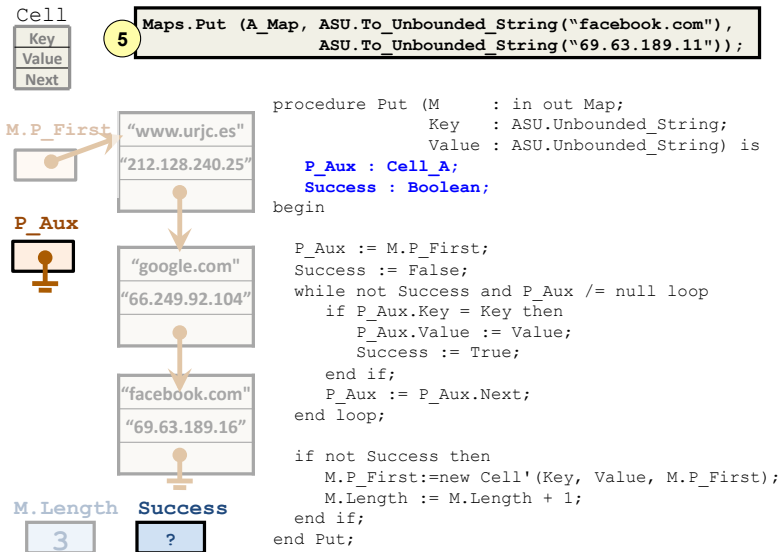 Cell
Key
Value
Next
5
Maps.Put (A_Map, ASU.To_Unbounded_String(“facebook.com"),
ASU.To_Unbounded_String(“69.63.189.11"));
M.P_First
“www.urjc.es"
“212.128.240.25”
P_Aux
“google.com"
“66.249.92.104”
“facebook.com"
“69.63.189.16”
M.Length
3
Success
?
procedure Put (M : in out Map;
Key : ASU.Unbounded_String;
Value : ASU.Unbounded_String) is
P_Aux : Cell_A;
Success : Boolean;
begin
P_Aux := M.P_First;
Success := False;
while not Success and P_Aux /= null loop
if P_Aux.Key = Key then
P_Aux.Value := Value;
Success := True;
end if;
P_Aux := P_Aux.Next;
end loop;
if not Success then
M.P_First:=new Cell'(Key, Value, M.P_First);
M.Length := M.Length + 1;
end if;
end Put;